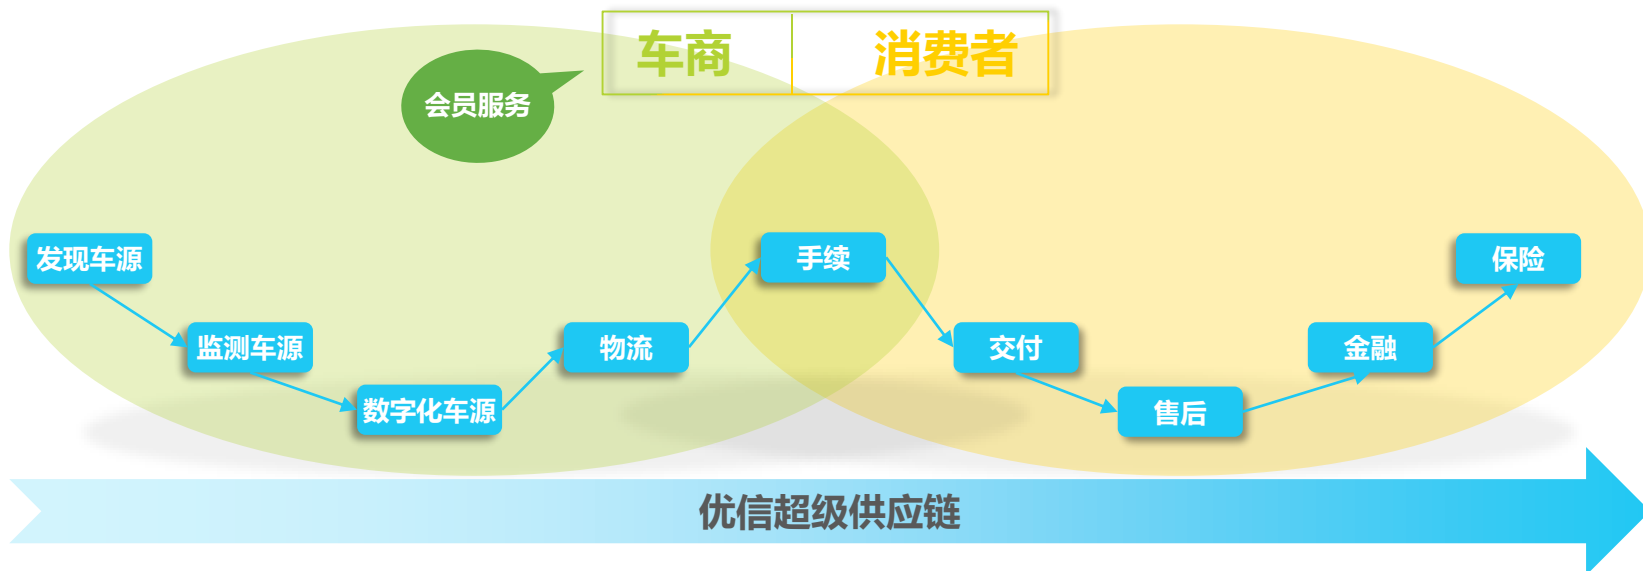 车商
消费者
会员服务
发现车源
监测车源
数字化车源
物流
手续
交付
售后
金融
保险
优信超级供应链